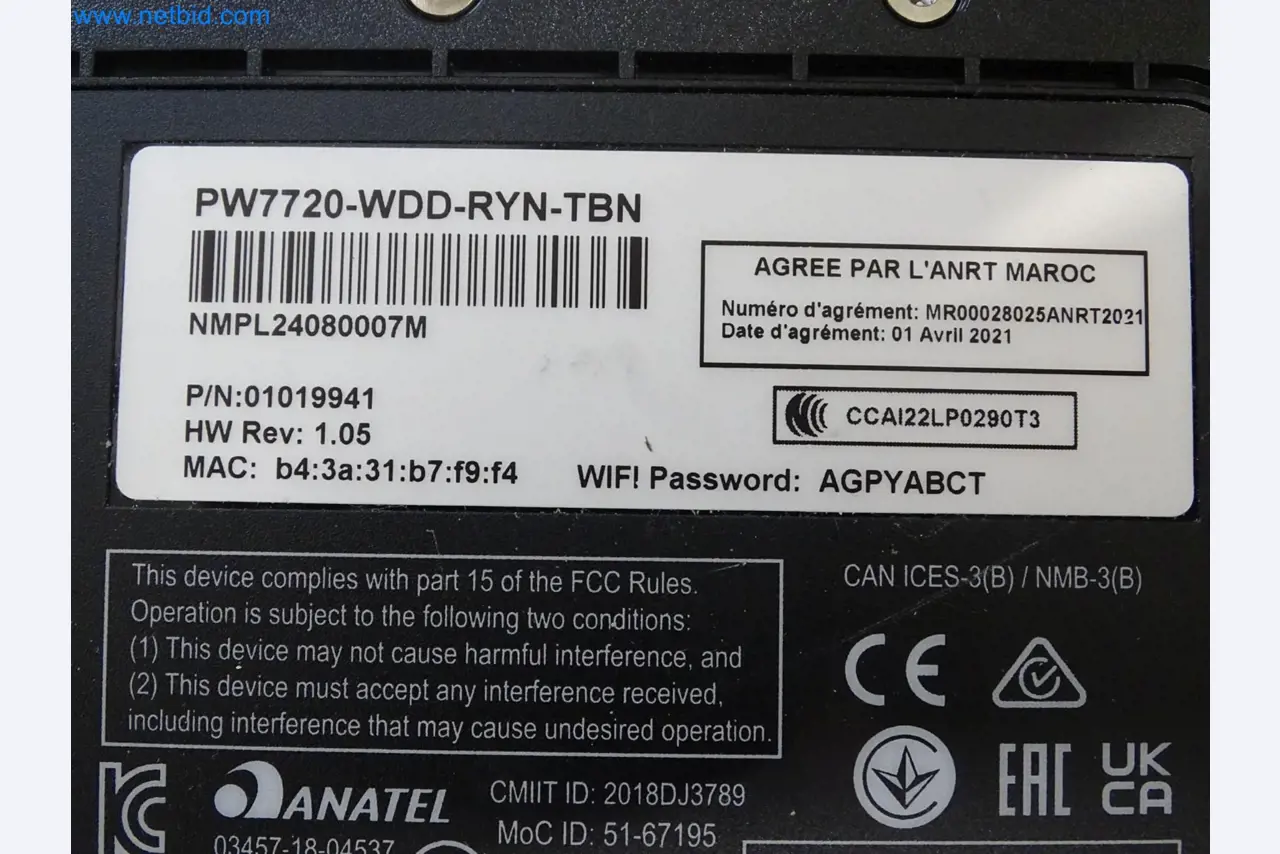 www.netbid.com
PW7720-WDD-RYN-TBN
NMPL24080007M
AGREE PAR L'ANRT MAROC
Numéro d'agrément: MR00028025ANRT2021
Date d'agrément: 01 Avril 2021
P/N:01019941
HW Rev: 1.05
CCAI22LP0290T3
MAC: b4:3a:31:b7:f9:f4
WIFI Password: AGPYABCT
This device complies with part 15 of the FCC Rules.
Operation is subject to the following two conditions:
(1) This device may not cause harmful interference, and
(2) This device must accept any interference received,
including interference that may cause undesired operation.
CAN ICES-3(B) / NMB-3(B)
CE
EAC
UK
CA
ANATEL
03457-18-04537
CMIIT ID: 2018DJ3789
MoC ID: 51-67195